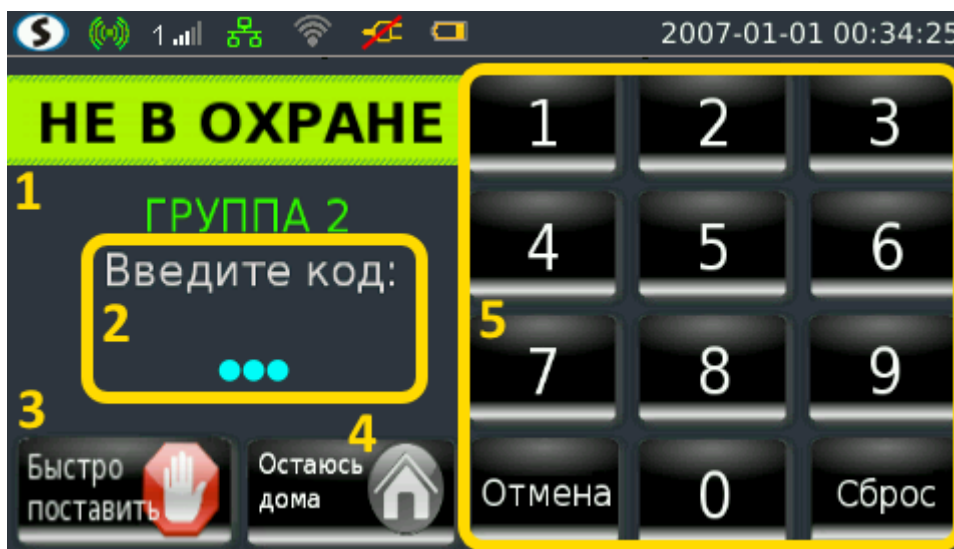 S 1 2007-01-01 00:34:25
НЕ В ОХРАНЕ
1
ГРУППА 2
Введите код:
2
3
Быстро
поставить
4
Остаюсь
дома
5
1 2 3
4 5 6
7 8 9
Отмена 0 Сброс